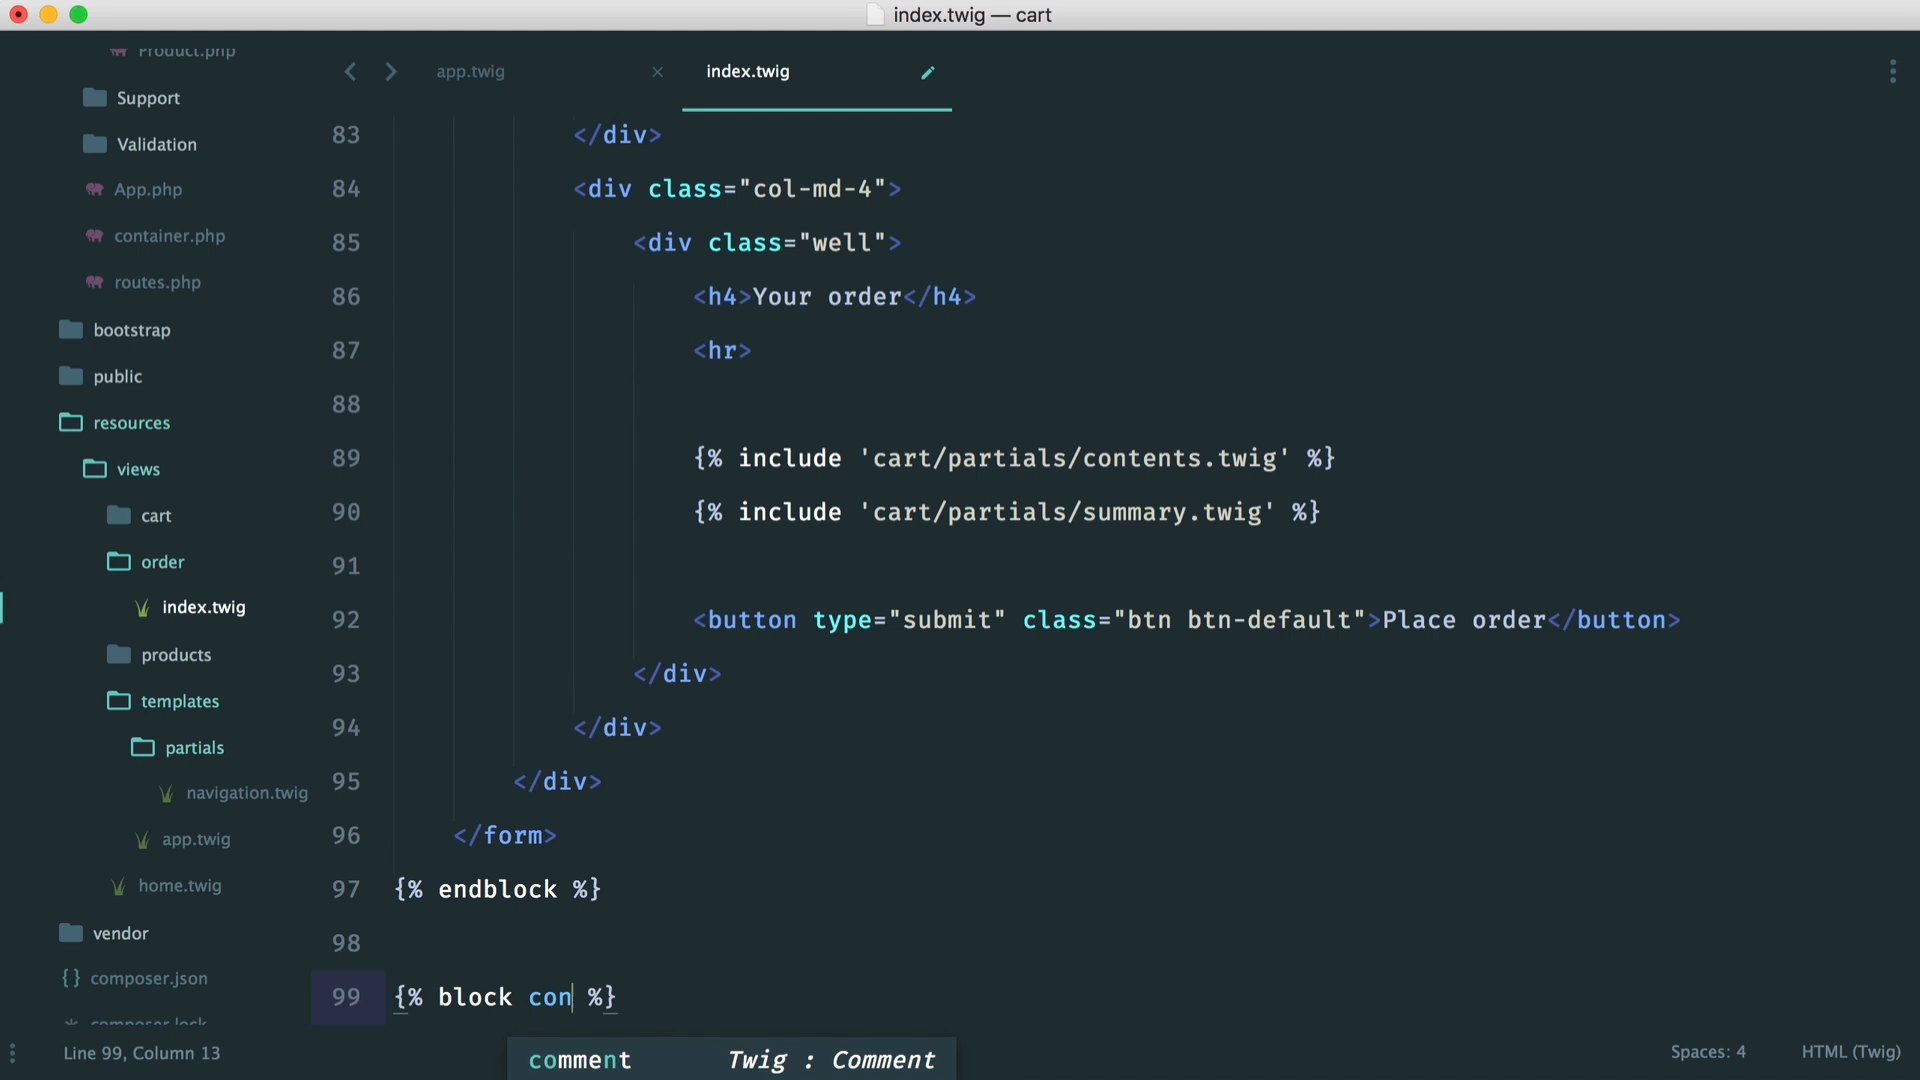 index.twig — cart
Product.php
Support
Validation
App.php
container.php
routes.php
bootstrap
public
resources
views
cart
order
index.twig
products
templates
partials
navigation.twig
app.twig
home.twig
vendor
{} composer.json
composer.lock
app.twig ×
index.twig
83 </div>
84 <div class="col-md-4">
85 <div class="well">
86 <h4>Your order</h4>
87 <hr>
88
89 {% include 'cart/partials/contents.twig' %}
90 {% include 'cart/partials/summary.twig' %}
91
92 <button type="submit" class="btn btn-default">Place order</button>
93 </div>
94 </div>
95 </div>
96 </form>
97 {% endblock %}
98
99 {% block con %}
comment Twig : Comment
Line 99, Column 13
Spaces: 4
HTML (Twig)